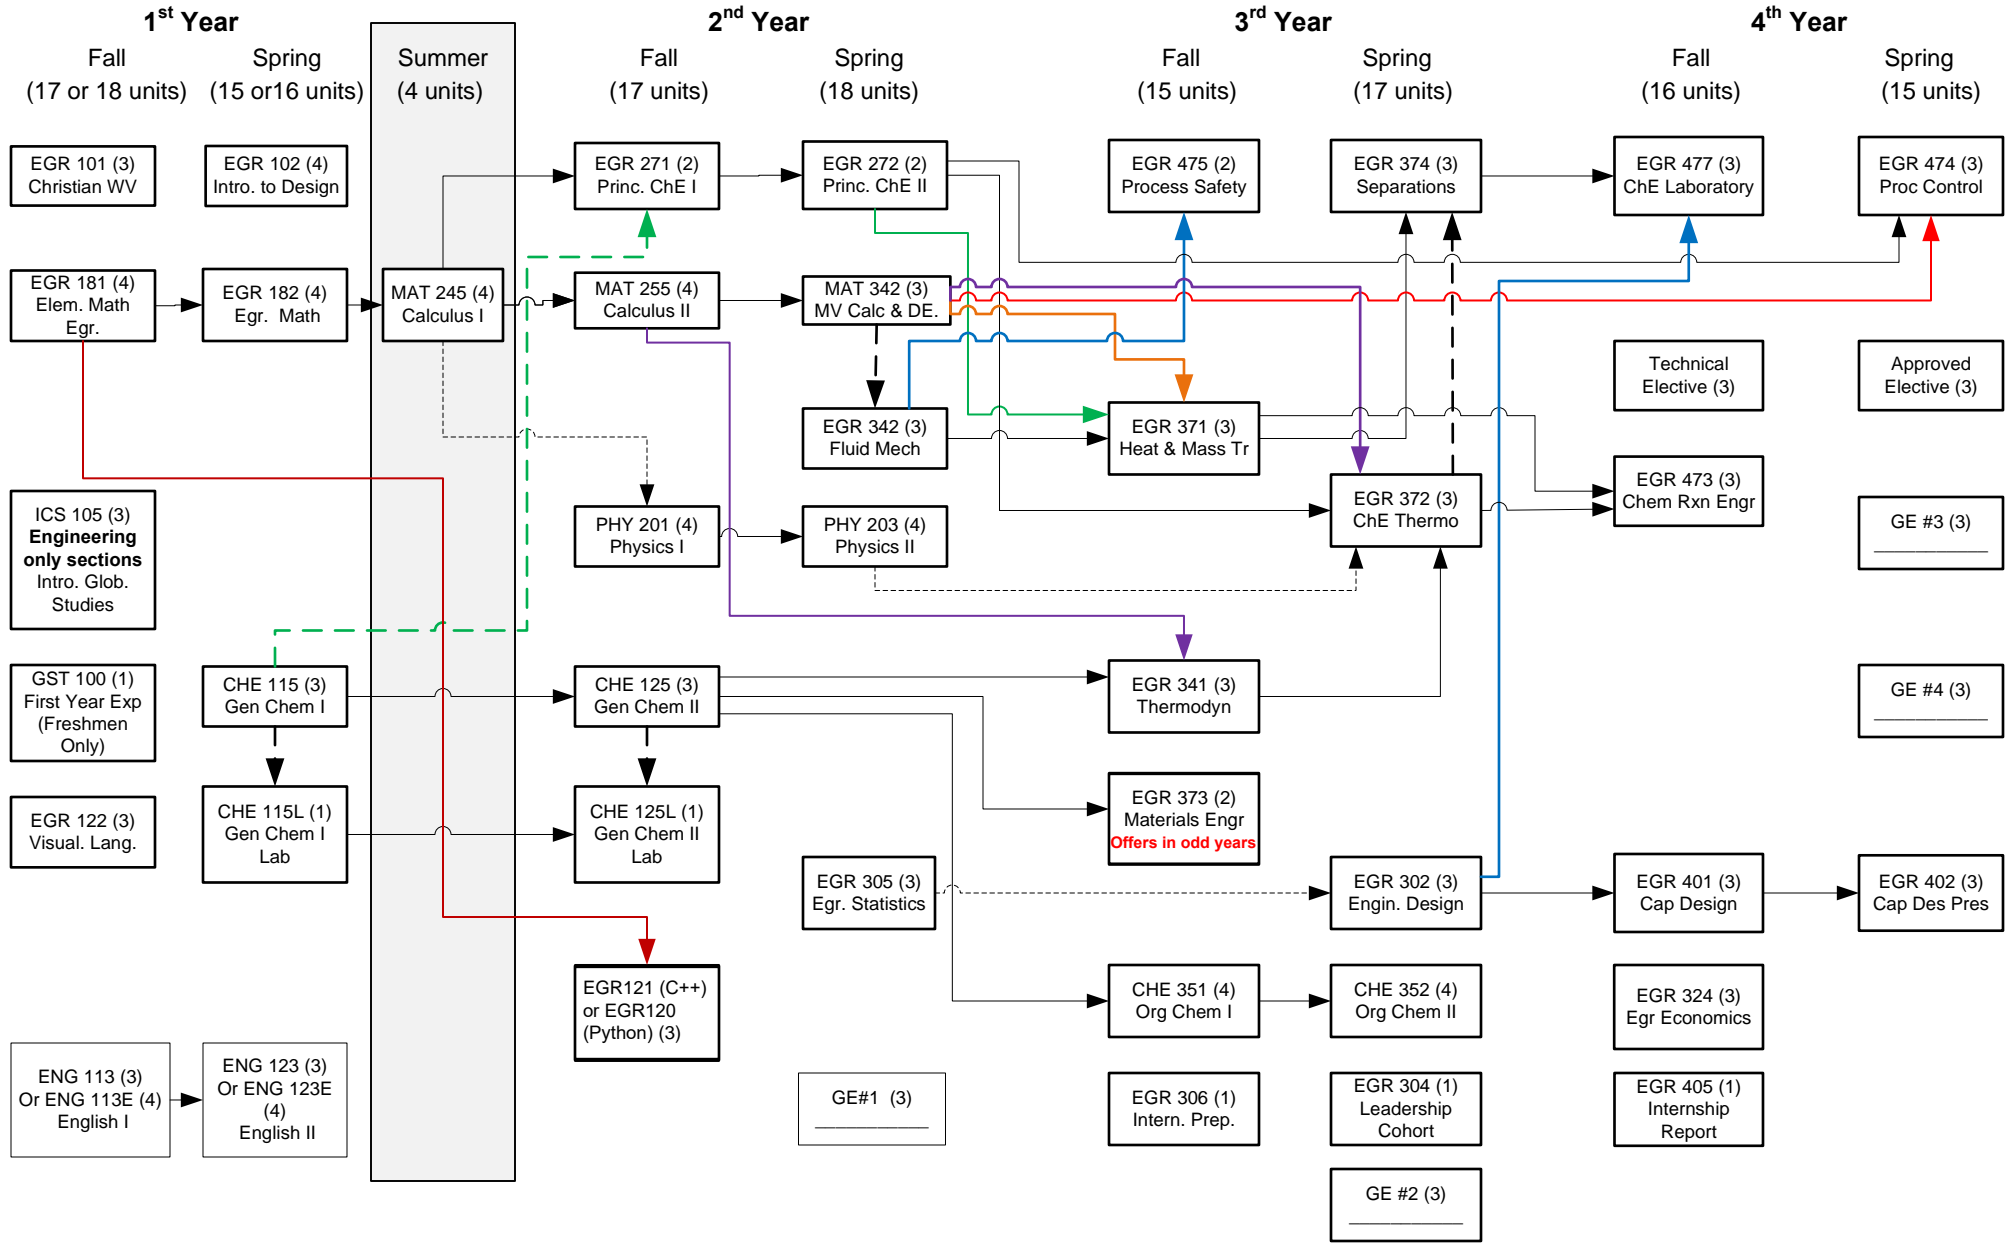 1st Year
2nd Year
3rd Year
4th Year
Fall
(17 or 18 units)
Spring
(15 or16 units)
Summer
(4 units)
Fall
(17 units)
Spring
(18 units)
Fall
(15 units)
Spring
(17 units)
Fall
(16 units)
Spring
(15 units)
EGR 101 (3)
Christian WV
EGR 181 (4)
Elem. Math
Egr.
ICS 105 (3)
Engineering
only sections
Intro. Glob.
Studies
GST 100 (1)
First Year Exp
(Freshmen
Only)
EGR 122 (3)
Visual. Lang.
ENG 113 (3)
Or ENG 113E (4)
English I
EGR 102 (4)
Intro. to Design
EGR 182 (4)
Egr.  Math
CHE 115 (3)
Gen Chem I
CHE 115L (1)
Gen Chem I
Lab
ENG 123 (3)
Or ENG 123E
(4)
English II
MAT 245 (4)
Calculus I
EGR 271 (2)
Princ. ChE I
MAT 255 (4)
Calculus II
PHY 201 (4)
Physics I
CHE 125 (3)
Gen Chem II
CHE 125L (1)
Gen Chem II
Lab
EGR121 (C++)
or EGR120
(Python) (3)
EGR 272 (2)
Princ. ChE II
MAT 342 (3)
MV Calc & DE.
EGR 342 (3)
Fluid Mech
PHY 203 (4)
Physics II
EGR 305 (3)
Egr. Statistics
GE#1  (3)
____________
EGR 475 (2)
Process Safety
EGR 371 (3)
Heat & Mass Tr
EGR 341 (3)
Thermodyn
EGR 373 (2)
Materials Engr
Offers in odd years
CHE 351 (4)
Org Chem I
EGR 306 (1)
Intern. Prep.
EGR 374 (3)
Separations
EGR 372 (3)
ChE Thermo
EGR 302 (3)
Engin. Design
CHE 352 (4)
Org Chem II
EGR 304 (1)
Leadership
Cohort
GE #2 (3)
____________
EGR 477 (3)
ChE Laboratory
Technical
Elective (3)
EGR 473 (3)
Chem Rxn Engr
EGR 401 (3)
Cap Design
EGR 324 (3)
Egr Economics
EGR 405 (1)
Internship
Report
EGR 474 (3)
Proc Control
Approved
Elective (3)
GE #3 (3)
____________
GE #4 (3)
____________
EGR 402 (3)
Cap Des Pres